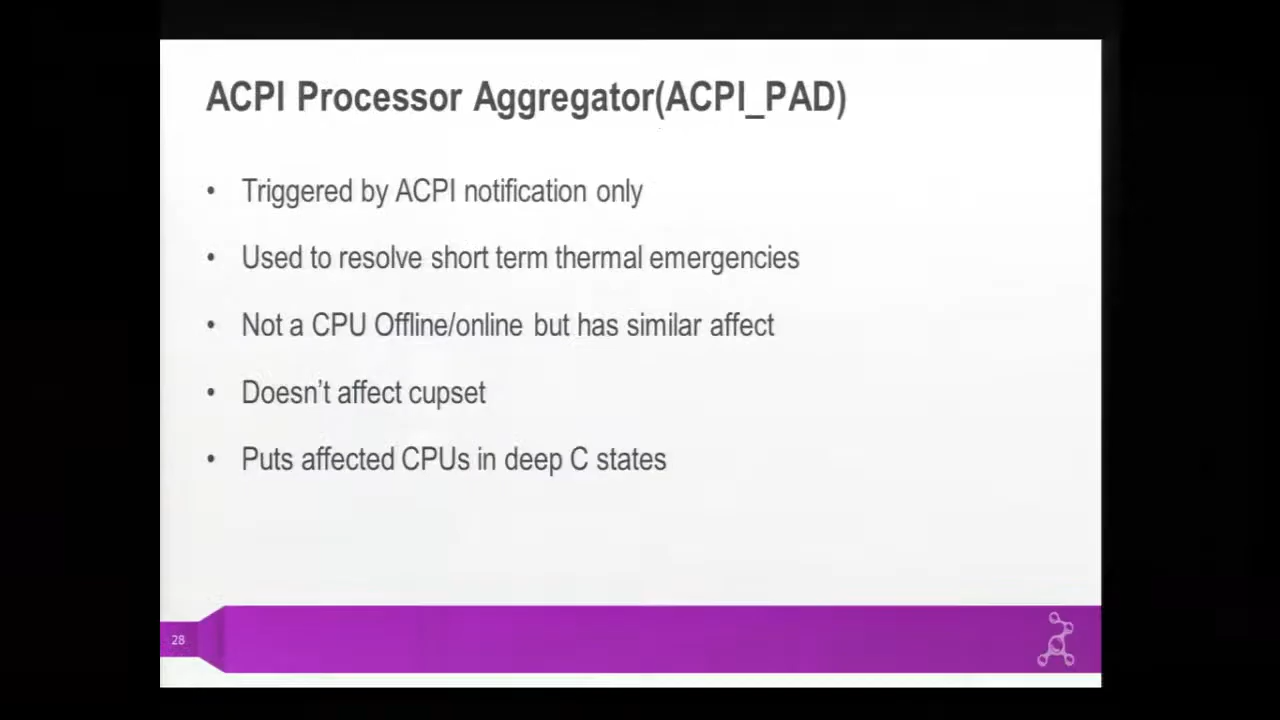 ACPI Processor Aggregator(ACPI_PAD)
• Triggered by ACPI notification only
• Used to resolve short term thermal emergencies
• Not a CPU Offline/online but has similar affect
• Doesn't affect cupset
• Puts affected CPUs in deep C states
28